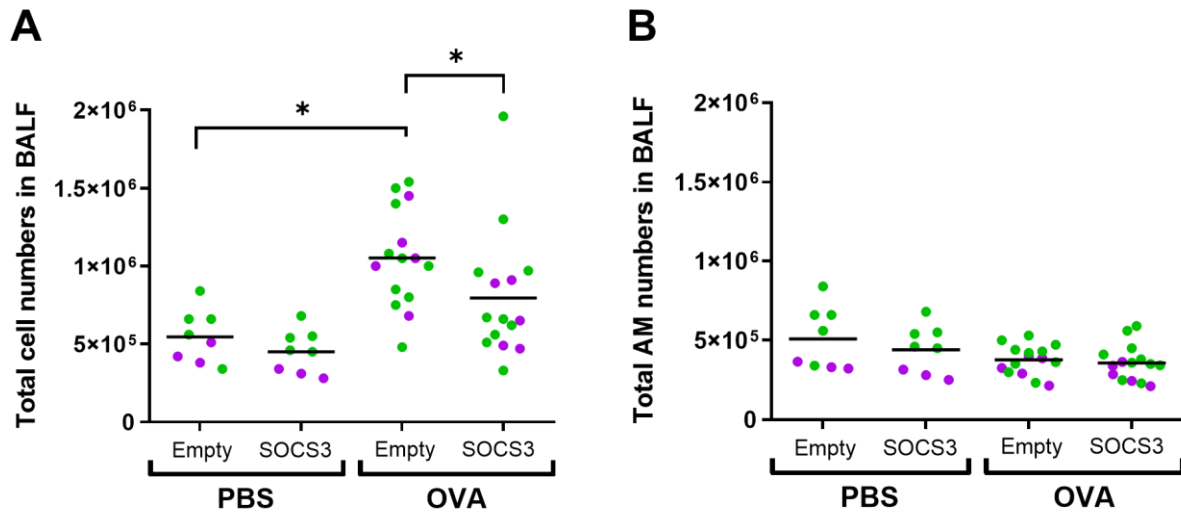 A
Total cell numbers in BALF
2×10⁶
1.5×10⁶
1×10⁶
5×10⁵
0
*
*
Empty
SOCS3
Empty
SOCS3
PBS
OVA
B
Total AM numbers in BALF
2×10⁶
1.5×10⁶
1×10⁶
5×10⁵
0
Empty
SOCS3
Empty
SOCS3
PBS
OVA